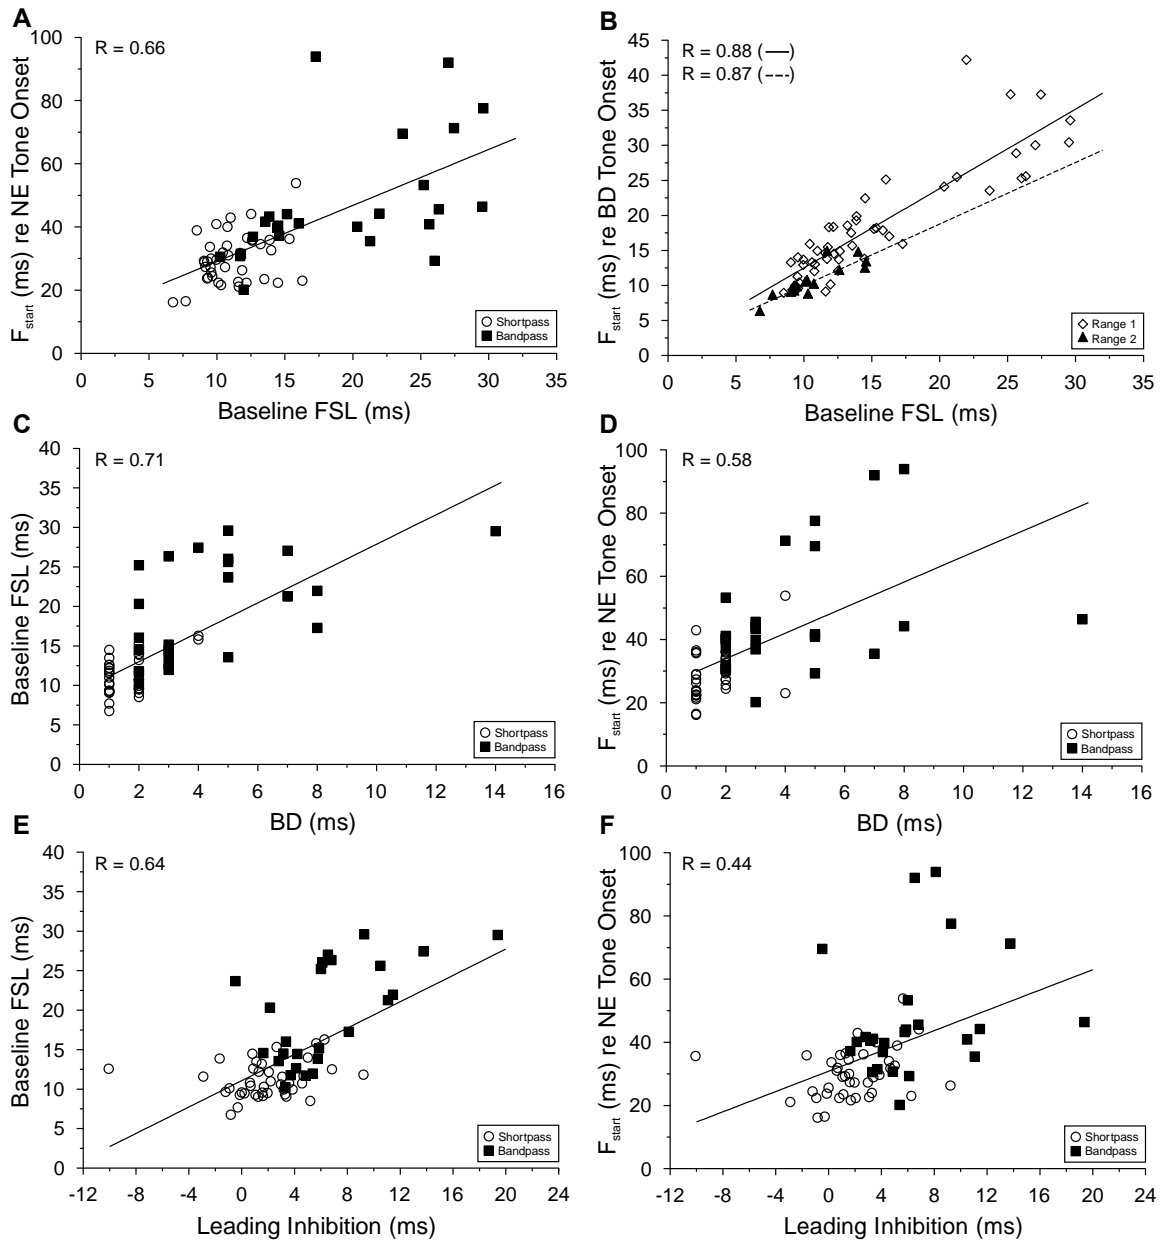 A
R = 0.66
F start (ms) re NE Tone Onset
100
80
60
40
20
0
0 5 10 15 20 25 30 35
Baseline FSL (ms)
Shortpass
Bandpass
B
R = 0.88 ( — )
R = 0.87 ( --- )
F start (ms) re BD Tone Onset
45
40
35
30
25
20
15
10
5
0
0 5 10 15 20 25 30 35
Baseline FSL (ms)
Range 1
Range 2
C
R = 0.71
Baseline FSL (ms)
40
35
30
25
20
15
10
5
0
0 2 4 6 8 10 12 14 16
BD (ms)
Shortpass
Bandpass
D
R = 0.58
F start (ms) re NE Tone Onset
100
80
60
40
20
0
0 2 4 6 8 10 12 14 16
BD (ms)
Shortpass
Bandpass
E
R = 0.64
Baseline FSL (ms)
40
35
30
25
20
15
10
5
0
-12 -8 -4 0 4 8 12 16 20 24
Leading Inhibition (ms)
Shortpass
Bandpass
F
R = 0.44
F start (ms) re NE Tone Onset
100
80
60
40
20
0
-12 -8 -4 0 4 8 12 16 20 24
Leading Inhibition (ms)
Shortpass
Bandpass